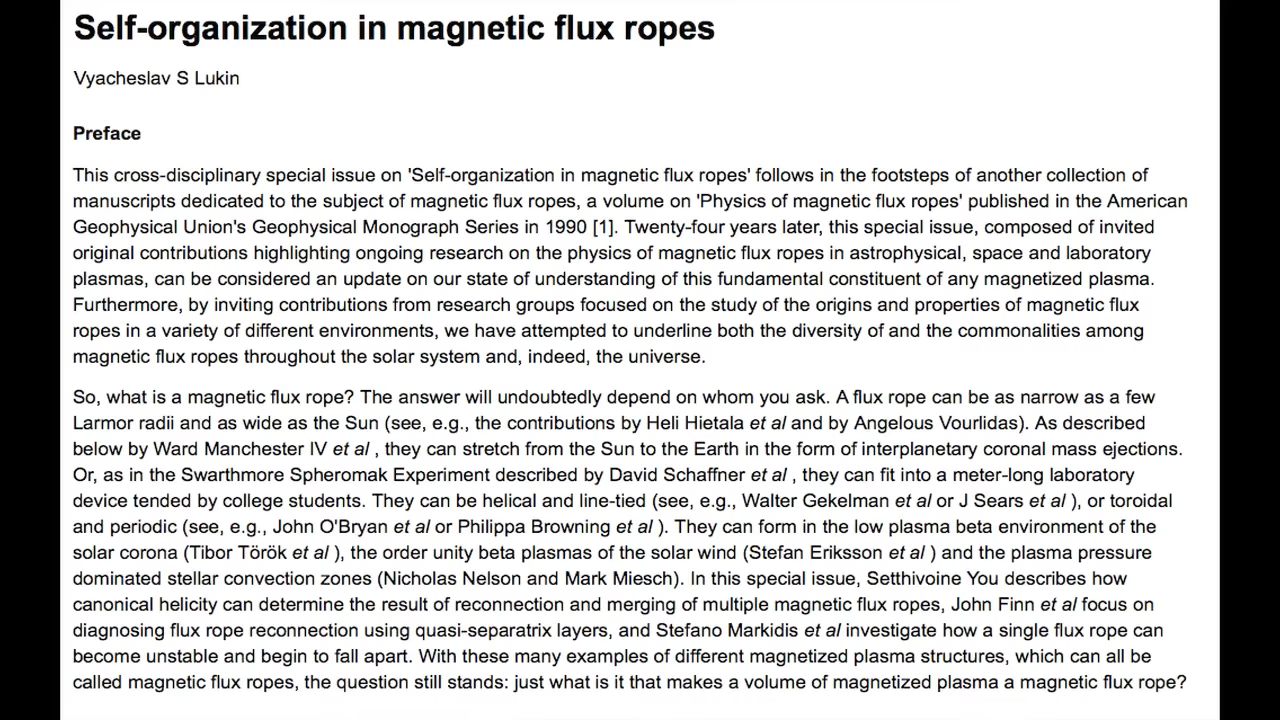 Self-organization in magnetic flux ropes
Vyacheslav S Lukin
Preface
This cross-disciplinary special issue on 'Self-organization in magnetic flux ropes' follows in the footsteps of another collection of
manuscripts dedicated to the subject of magnetic flux ropes, a volume on 'Physics of magnetic flux ropes' published in the American
Geophysical Union's Geophysical Monograph Series in 1990 [1]. Twenty-four years later, this special issue, composed of invited
original contributions highlighting ongoing research on the physics of magnetic flux ropes in astrophysical, space and laboratory
plasmas, can be considered an update on our state of understanding of this fundamental constituent of any magnetized plasma.
Furthermore, by inviting contributions from research groups focused on the study of the origins and properties of magnetic flux
ropes in a variety of different environments, we have attempted to underline both the diversity of and the commonalities among
magnetic flux ropes throughout the solar system and, indeed, the universe.
So, what is a magnetic flux rope? The answer will undoubtedly depend on whom you ask. A flux rope can be as narrow as a few
Larmor radii and as wide as the Sun (see, e.g., the contributions by Heli Hietala et al and by Angelous Vourlidas). As described
below by Ward Manchester IV et al , they can stretch from the Sun to the Earth in the form of interplanetary coronal mass ejections.
Or, as in the Swarthmore Spheromak Experiment described by David Schaffner et al , they can fit into a meter-long laboratory
device tended by college students. They can be helical and line-tied (see, e.g., Walter Gekelman et al or J Sears et al ), or toroidal
and periodic (see, e.g., John O'Bryan et al or Philippa Browning et al ). They can form in the low plasma beta environment of the
solar corona (Tibor Török et al ), the order unity beta plasmas of the solar wind (Stefan Eriksson et al ) and the plasma pressure
dominated stellar convection zones (Nicholas Nelson and Mark Miesch). In this special issue, Setthivoine You describes how
canonical helicity can determine the result of reconnection and merging of multiple magnetic flux ropes, John Finn et al focus on
diagnosing flux rope reconnection using quasi-separatrix layers, and Stefano Markidis et al investigate how a single flux rope can
become unstable and begin to fall apart. With these many examples of different magnetized plasma structures, which can all be
called magnetic flux ropes, the question still stands: just what is it that makes a volume of magnetized plasma a magnetic flux rope?